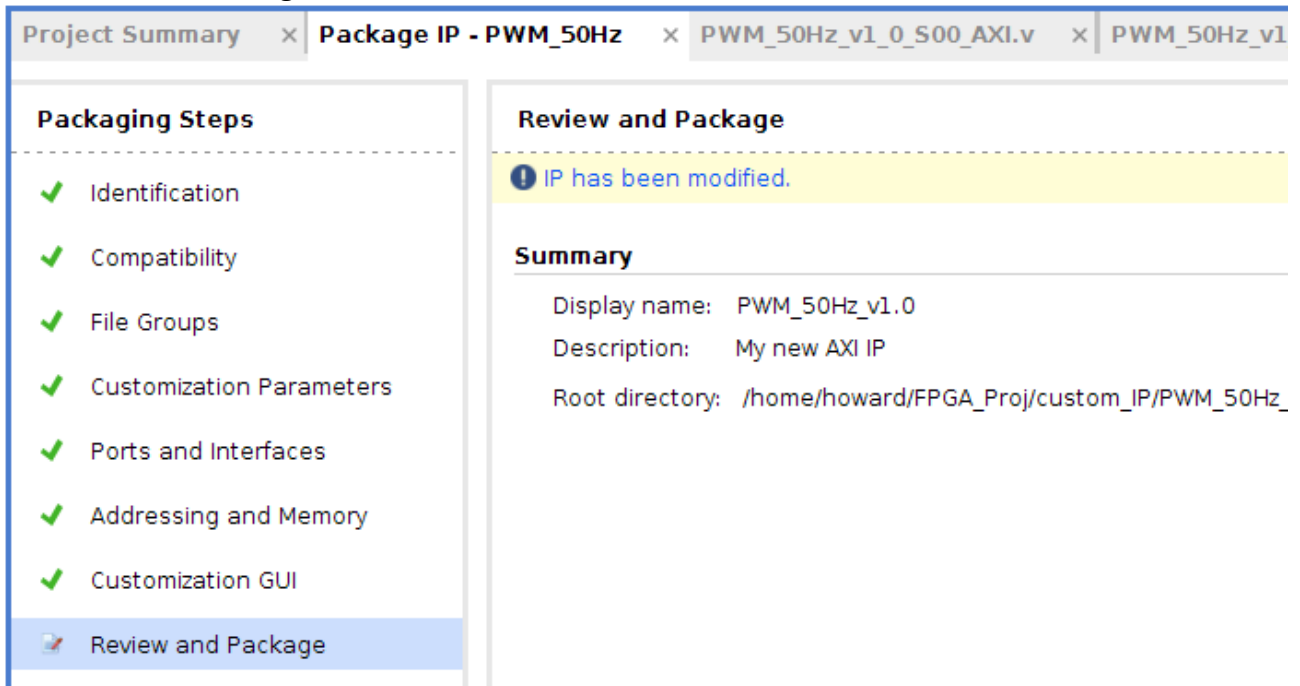 Project Summary × Package IP - PWM_50Hz × PWM_50Hz_v1_0_S00_AXI.v × PWM_50Hz_v1
Packaging Steps
Identification
Compatibility
File Groups
Customization Parameters
Ports and Interfaces
Addressing and Memory
Customization GUI
Review and Package
Review and Package
IP has been modified.
Summary
Display name: PWM_50Hz_v1.0
Description: My new AXI IP
Root directory: /home/howard/FPGA_Proj/custom_IP/PWM_50Hz_